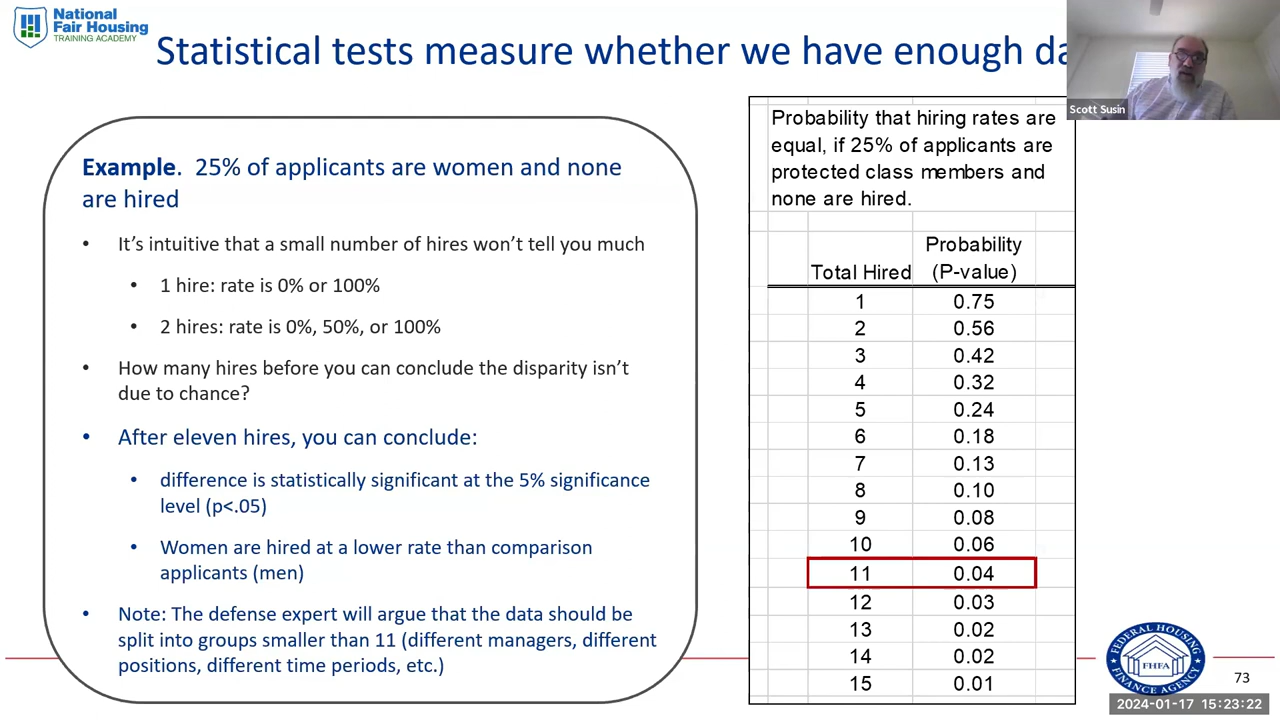 National
Fair Housing
TRAINING ACADEMY
Statistical tests measure whether we have enough da
Scott Susin
Example. 25% of applicants are women and none
are hired
• It’s intuitive that a small number of hires won’t tell you much
• 1 hire: rate is 0% or 100%
• 2 hires: rate is 0%, 50%, or 100%
• How many hires before you can conclude the disparity isn’t
due to chance?
• After eleven hires, you can conclude:
• difference is statistically significant at the 5% significance
level (p<.05)
• Women are hired at a lower rate than comparison
applicants (men)
• Note: The defense expert will argue that the data should be
split into groups smaller than 11 (different managers, different
positions, different time periods, etc.)
Probability that hiring rates are
equal, if 25% of applicants are
protected class members and
none are hired.
Probability
Total Hired (P-value)
1 0.75
2 0.56
3 0.42
4 0.32
5 0.24
6 0.18
7 0.13
8 0.10
9 0.08
10 0.06
11 0.04
12 0.03
13 0.02
14 0.02
15 0.01
FEDERAL HOUSING
FHFA
FINANCE AGENCY
73
2024-01-17 15:23:22